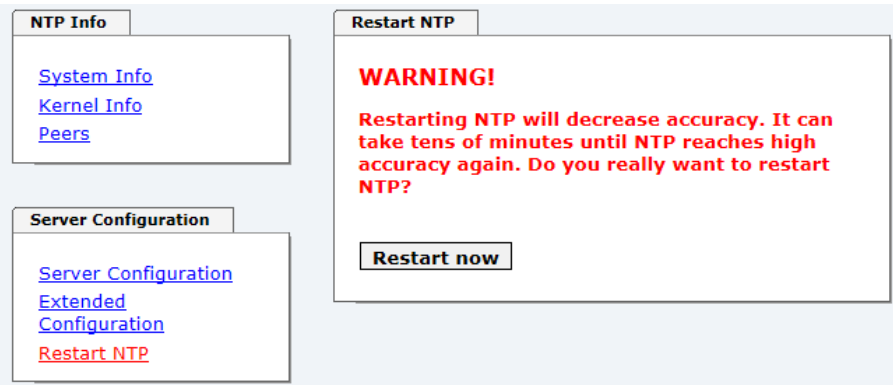 NTP Info
System Info
Kernel Info
Peers
Server Configuration
Server Configuration
Extended
Configuration
Restart NTP
Restart NTP
WARNING!
Restarting NTP will decrease accuracy. It can
take tens of minutes until NTP reaches high
accuracy again. Do you really want to restart
NTP?
Restart now